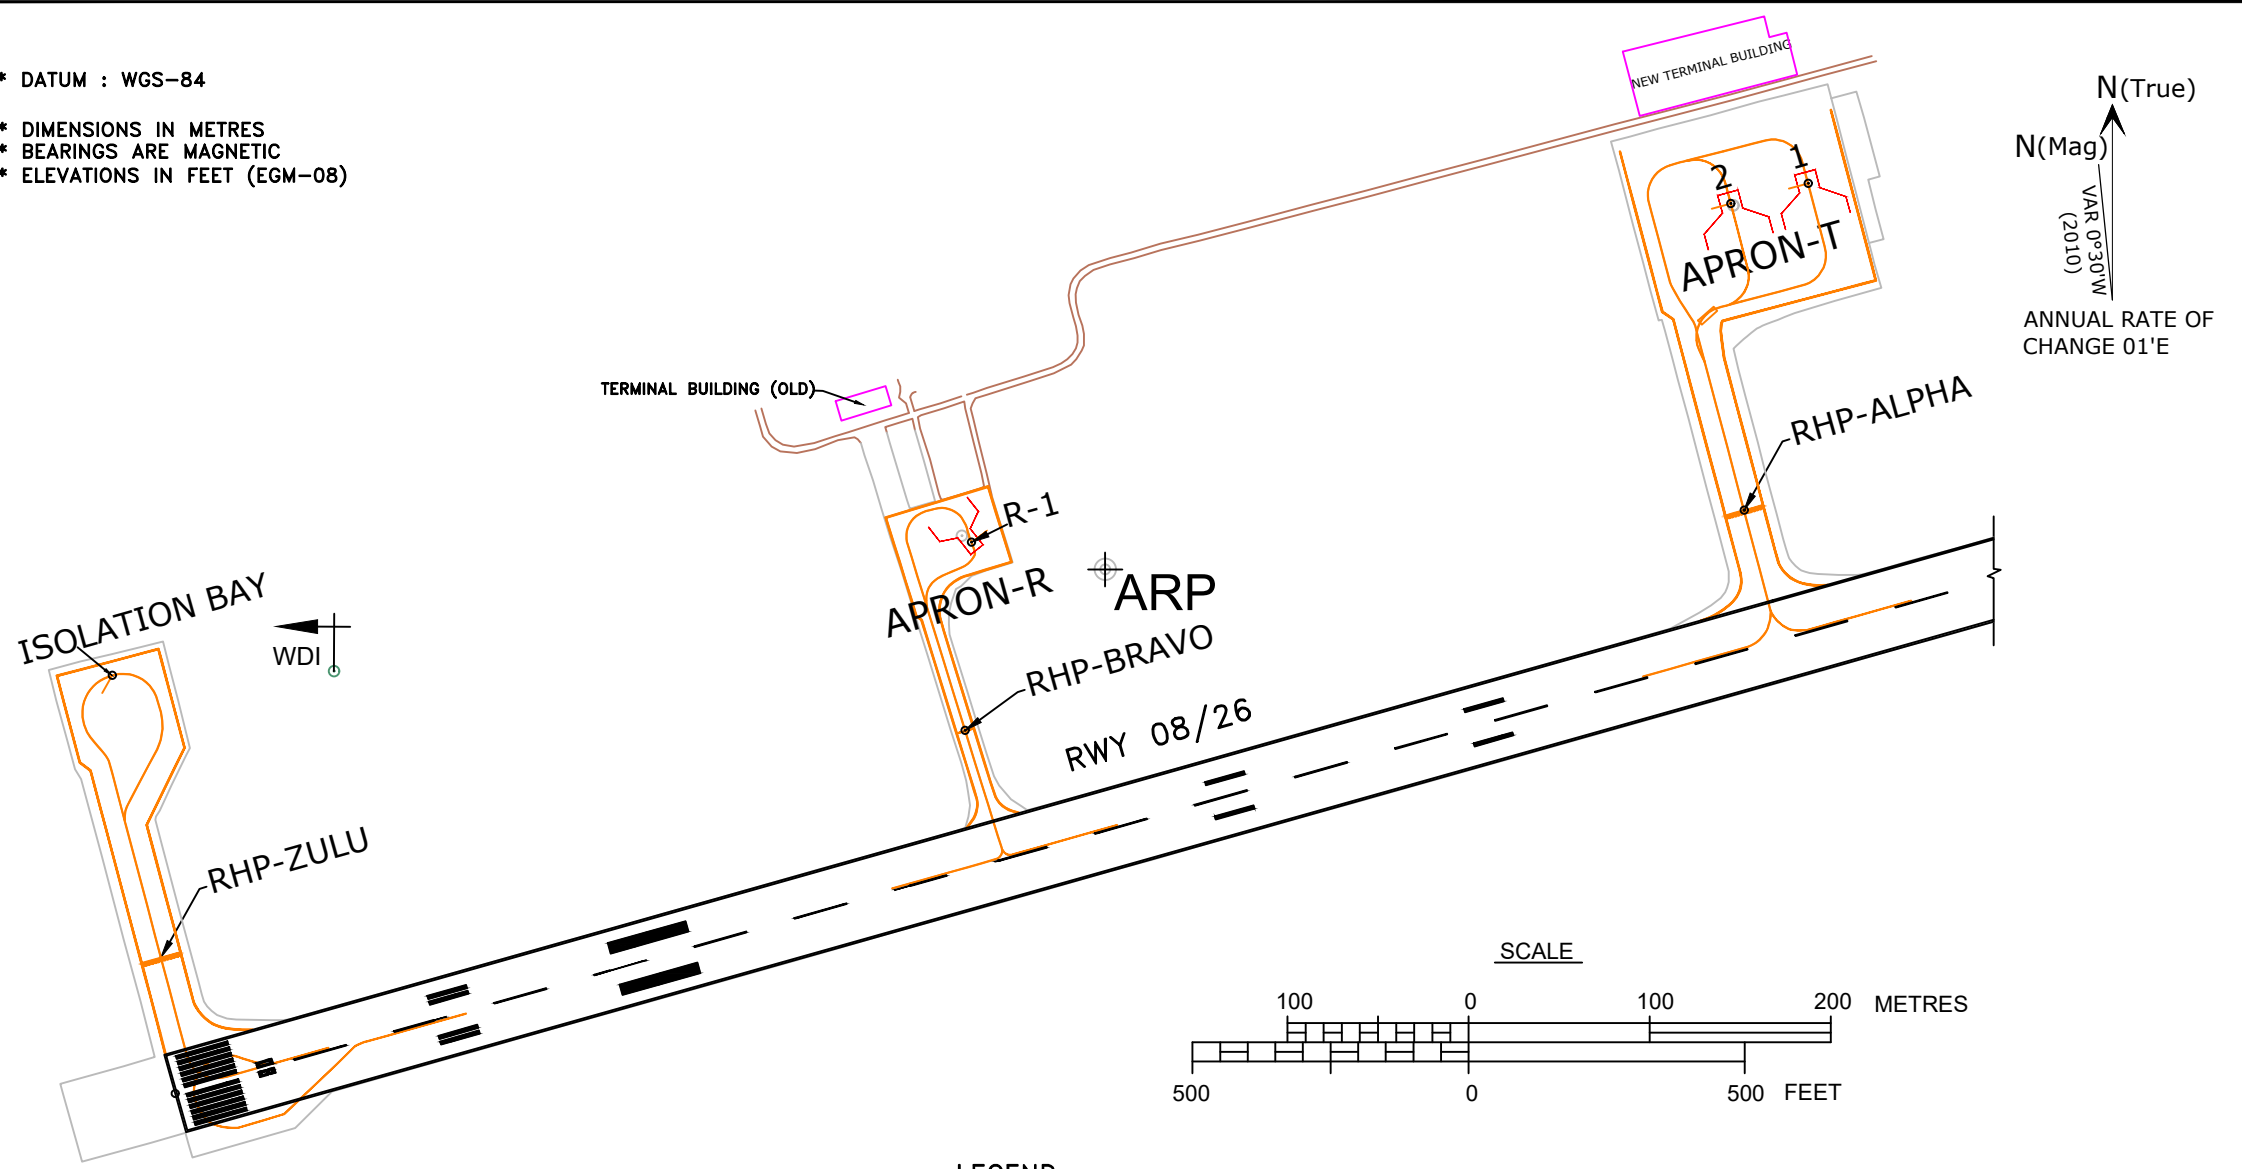 * DATUM : WGS-84
* DIMENSIONS IN METRES
* BEARINGS ARE MAGNETIC
* ELEVATIONS IN FEET (EGM-08)
NEW TERMINAL BUILDING
N(True)
N(Mag)
VAR 0°30'W
(2010)
ANNUAL RATE OF
CHANGE 01'E
1
2
APRON-T
TERMINAL BUILDING (OLD)
RHP-ALPHA
R-1
APRON-R
ARP
ISOLATION BAY
WDI
RHP-BRAVO
RWY 08/26
RHP-ZULU
SCALE
100 0 100 200 METRES
500 0 500 FEET
LEGEND